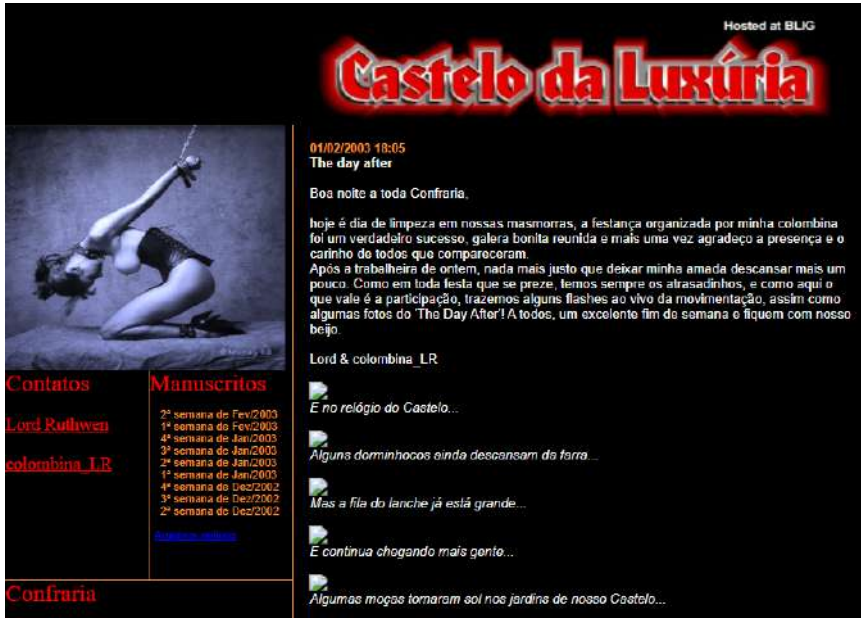 Hosted at BLIG
Castelo da Luxúria
01/02/2003 18:05
The day after
Boa noite a toda Confraria,
hoje é dia de limpeza em nossas masmorras, a festança organizada por minha colombina
foi um verdadeiro sucesso, galera bonita reunida e mais uma vez agradeço a presença e o
carinho de todos que compareceram.
Após a trabalheira de ontem, nada mais justo que deixar minha amada descansar mais um
pouco. Como em toda festa que se preze, temos sempre os atrasadinhos, e como aqui o
que vale é a participação, trazemos alguns flashes ao vivo da movimentação, assim como
algumas fotos do 'The Day After'! A todos, um excelente fim de semana e fiquem com nosso
beijo.
Lord & colombina_LR
E no relógio do Castelo...
Alguns dorminhocos ainda descansam da farra...
Mas a fila do lanche já está grande...
E continua chegando mais gente...
Algumas moças tomaram sol nos jardins de nosso Castelo...
Contatos
Lord Ruthwen
colombina_LR
Manuscritos
2ª semana de Fev/2003
1ª semana de Fev/2003
4ª semana de Jan/2003
3ª semana de Jan/2003
2ª semana de Jan/2003
1ª semana de Jan/2003
4ª semana de Dez/2002
3ª semana de Dez/2002
2ª semana de Dez/2002
Confraria